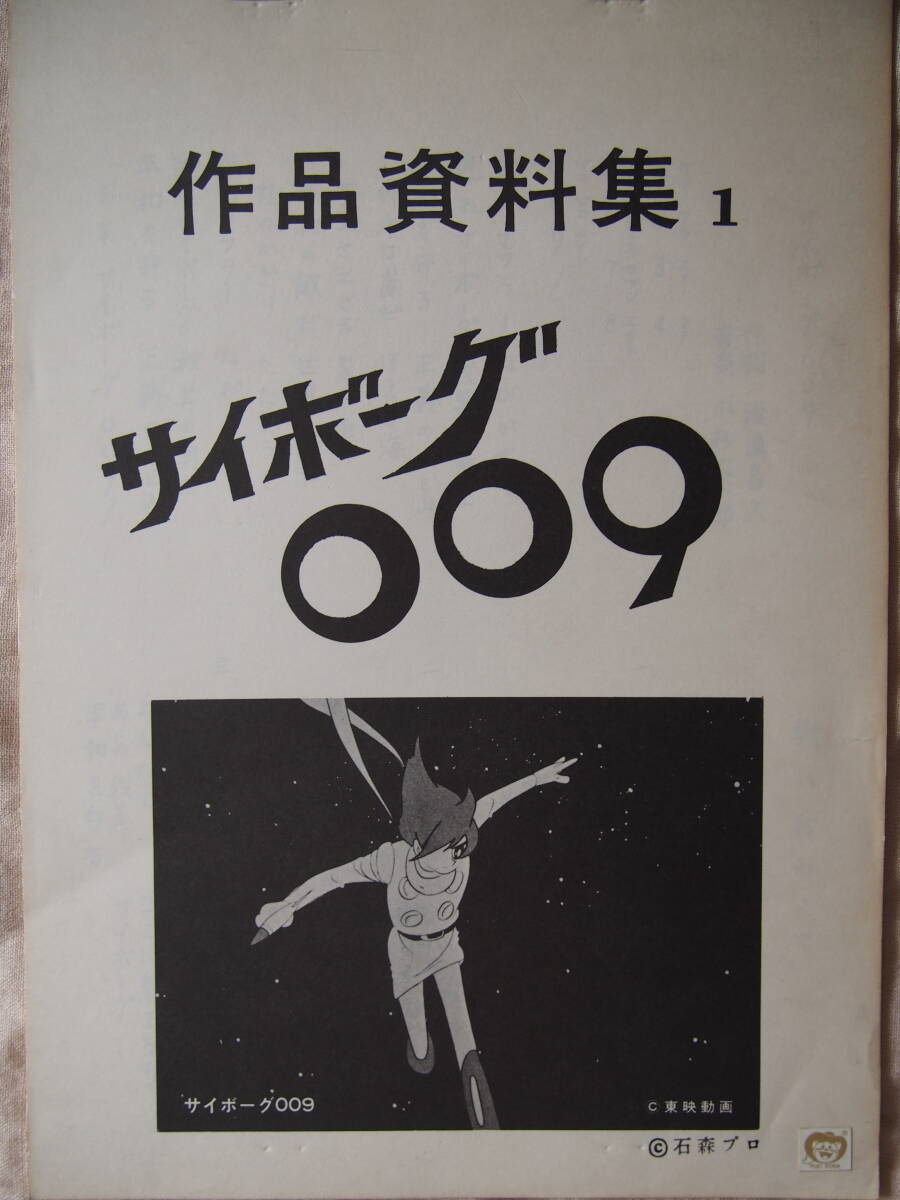 作品資料集 1
サイボーグ
009
サイボーグ009
©東映動画
©石森プロ